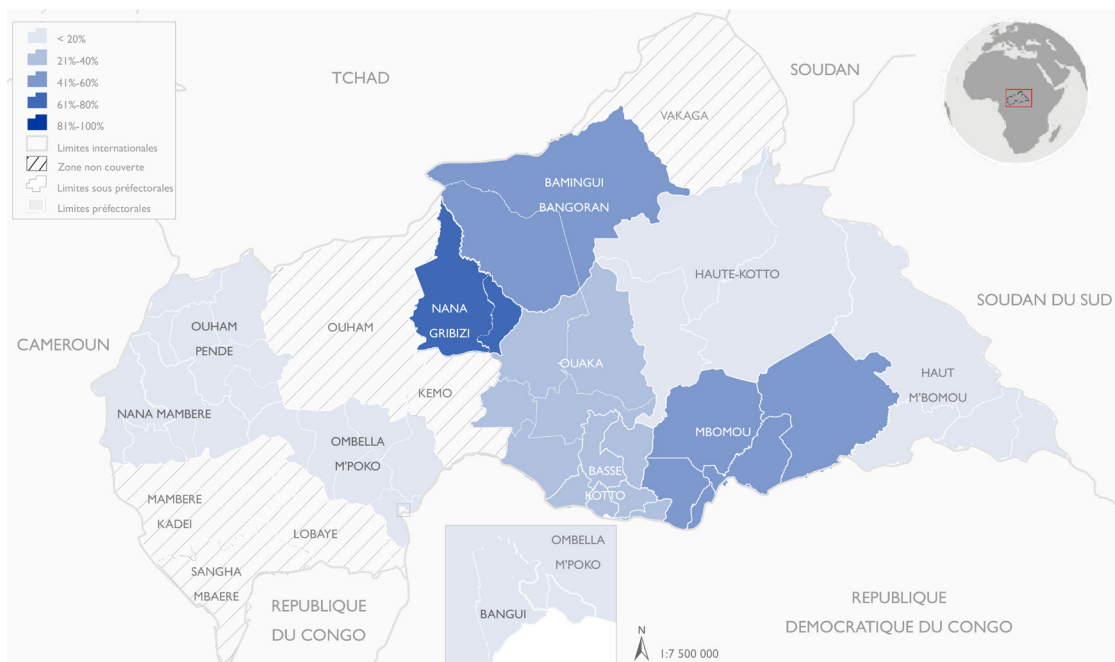 < 20%
21%-40%
41%-60%
61%-80%
81%-100%
Limites internationales
Zone non couverte
Limites sous préfectorales
Limites préfectorales
TCHAD
SOUDAN
VAKAGA
BAMINGUI
BANGORAN
HAUTE-KOTTO
SOUDAN DU SUD
CAMEROUN
OUHAM
PENDE
OUHAM
NANA
GRIBIZI
OUAKA
HAUT
M'BOMOU
KEMO
NANA MAMBERE
OMBELLA
M'POKO
MBOMOU
BASSE
KOTTO
MAMBERE
KADEI
LOBAYE
SANGHA
MBAERE
REPUBLIQUE
DU CONGO
OMBELLA
M'POKO
BANGUI
REPUBLIQUE
DEMOCRATIQUE DU CONGO
N
1:7 500 000